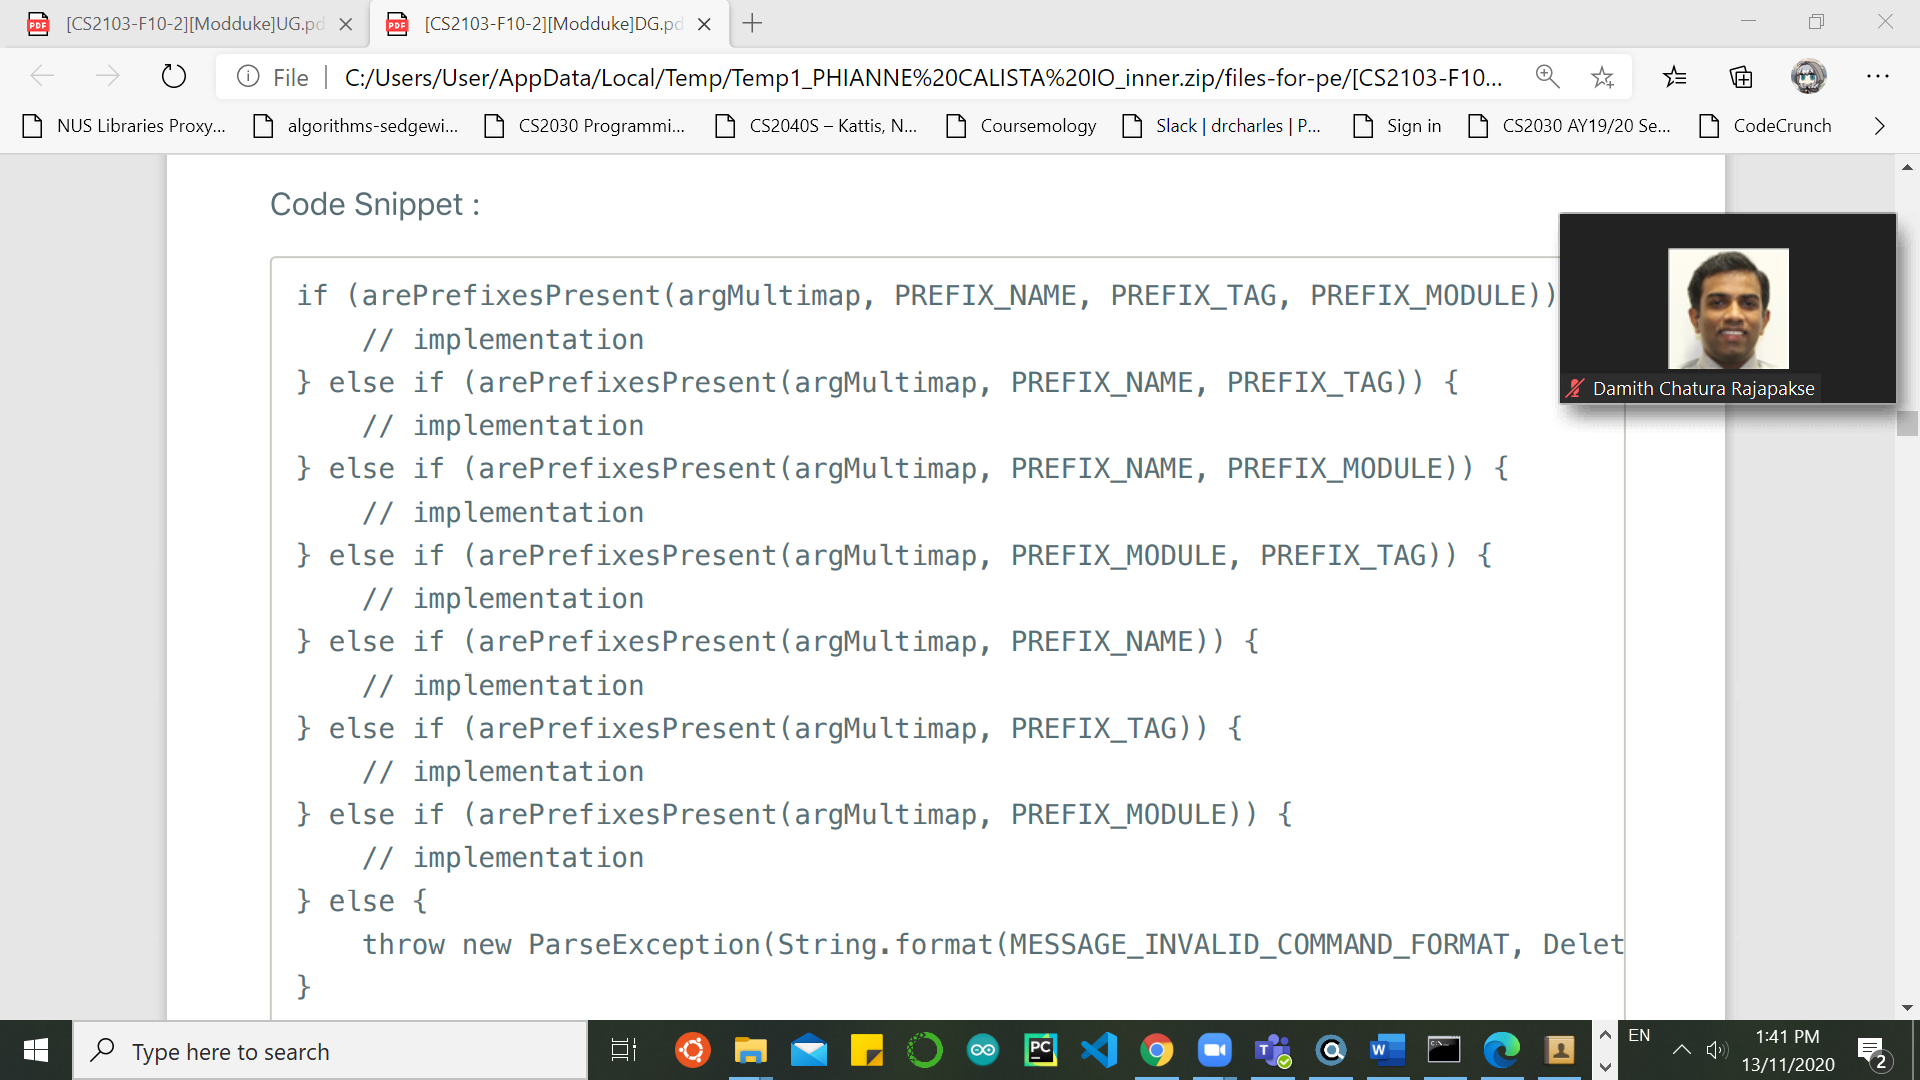 [CS2103-F10-2][Modduke]UG.pd
[CS2103-F10-2][Modduke]DG.pd
File
C:/Users/User/AppData/Local/Temp/Temp1_PHIANNE%20CALISTA%20IO_inner.zip/files-for-pe/[CS2103-F10...
NUS Libraries Proxy...
algorithms-sedgewi...
CS2030 Programmi...
CS2040S – Kattis, N...
Coursemology
Slack | drcharles | P...
Sign in
CS2030 AY19/20 Se...
CodeCrunch
Code Snippet :
if (arePrefixesPresent(argMultimap, PREFIX_NAME, PREFIX_TAG, PREFIX_MODULE))
// implementation
} else if (arePrefixesPresent(argMultimap, PREFIX_NAME, PREFIX_TAG)) {
// implementation
} else if (arePrefixesPresent(argMultimap, PREFIX_NAME, PREFIX_MODULE)) {
// implementation
} else if (arePrefixesPresent(argMultimap, PREFIX_MODULE, PREFIX_TAG)) {
// implementation
} else if (arePrefixesPresent(argMultimap, PREFIX_NAME)) {
// implementation
} else if (arePrefixesPresent(argMultimap, PREFIX_TAG)) {
// implementation
} else if (arePrefixesPresent(argMultimap, PREFIX_MODULE)) {
// implementation
} else {
throw new ParseException(String.format(MESSAGE_INVALID_COMMAND_FORMAT, Delet
}
Damith Chatura Rajapakse
Type here to search
EN
1:41 PM
13/11/2020
2